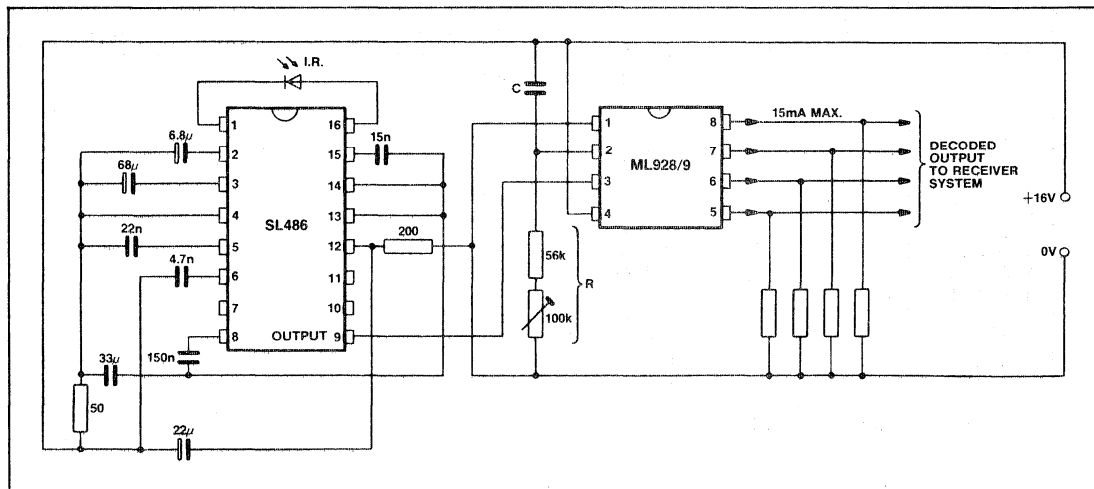 I.R.
1
2
3
4
5
6
7
8
16
15
14
13
12
11
10
OUTPUT 9
SL486
6.8μ
68μ
22n
4.7n
150n
33μ
50
22μ
15n
200
C
56k
100k
R
1
2
3
4
8
7
6
5
ML928/9
15mA MAX.
DECODED
OUTPUT
TO RECEIVER
SYSTEM
+16V
0V